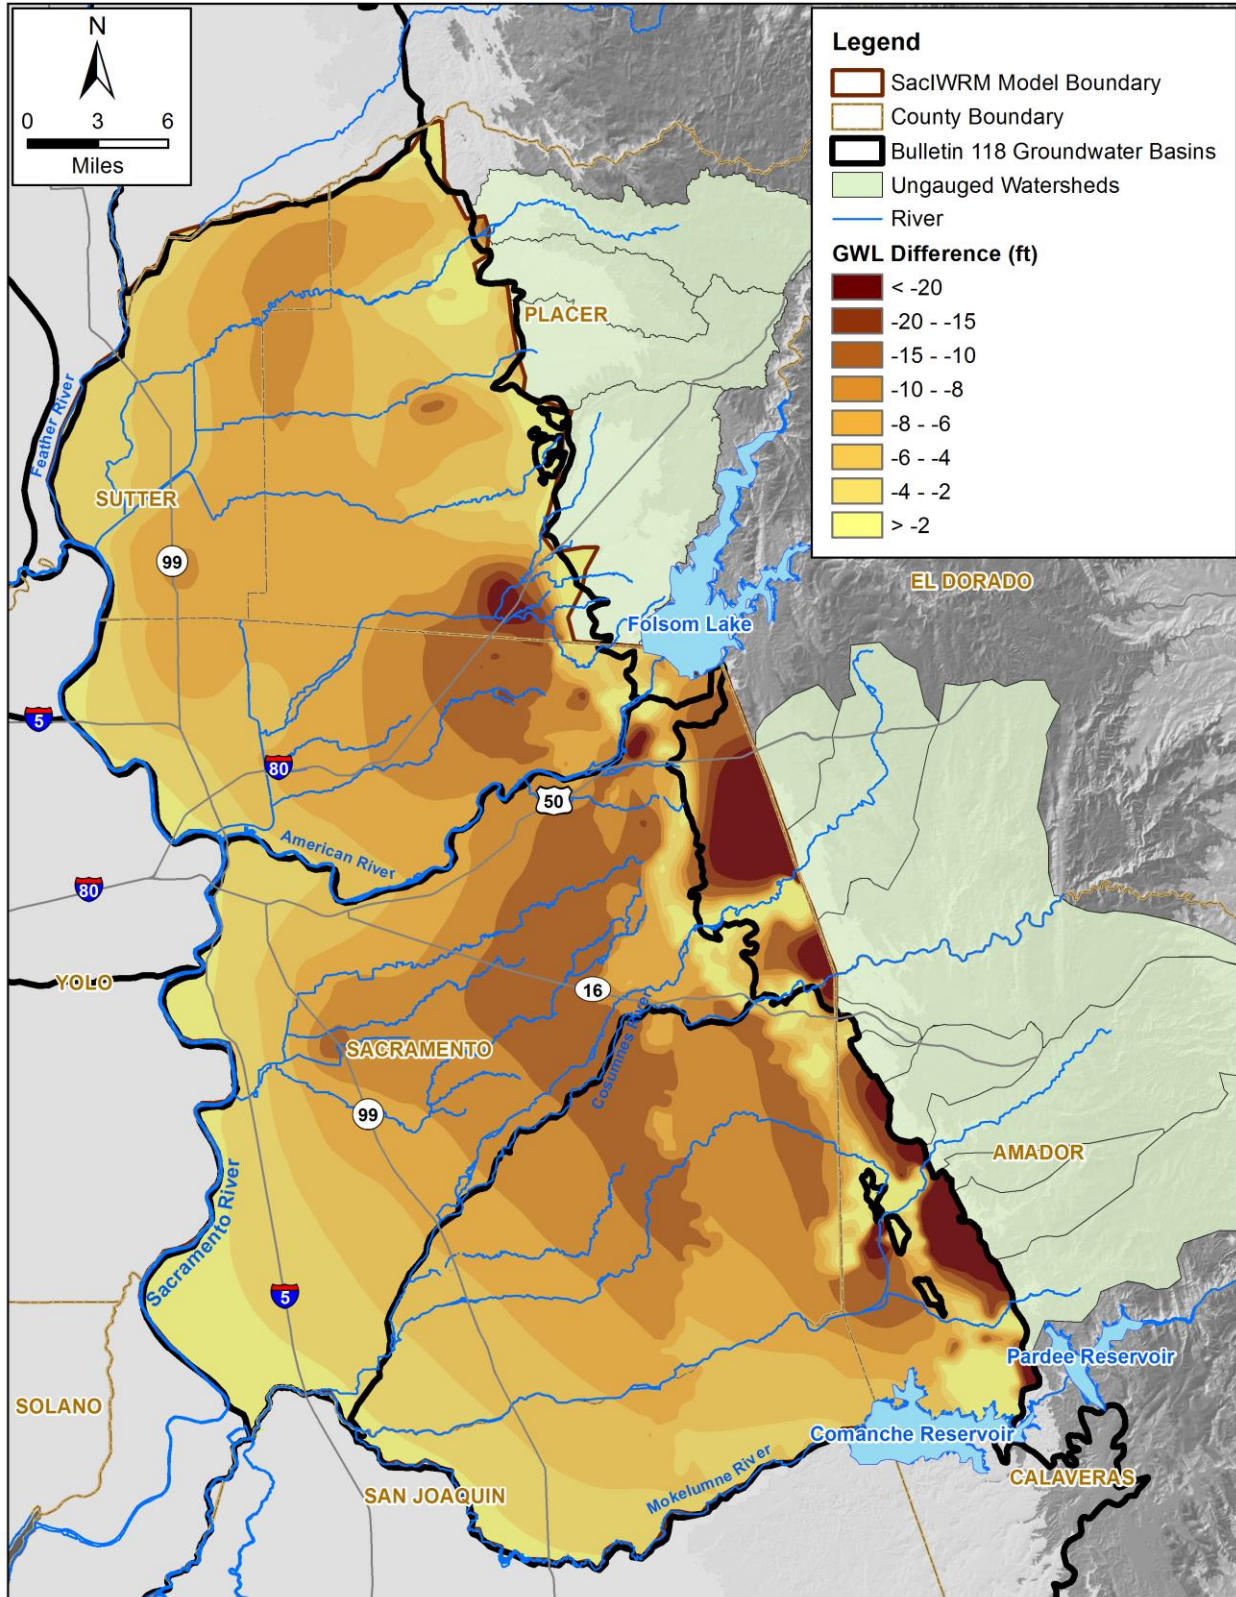 N
0 3 6
Miles
Legend
SacIWRM Model Boundary
County Boundary
Bulletin 118 Groundwater Basins
Ungauged Watersheds
River
GWL Difference (ft)
< -20
-20 - -15
-15 - -10
-10 - -8
-8 - -6
-6 - -4
-4 - -2
> -2
PLACER
Feather River
SUTTER
99
EL DORADO
Folsom Lake
5
80
50
American River
80
YOLO
16
SACRAMENTO
Cosumnes River
99
AMADOR
Sacramento River
5
Pardee Reservoir
SOLANO
Comanche Reservoir
CALAVERAS
SAN JOAQUIN
Mokelumne River